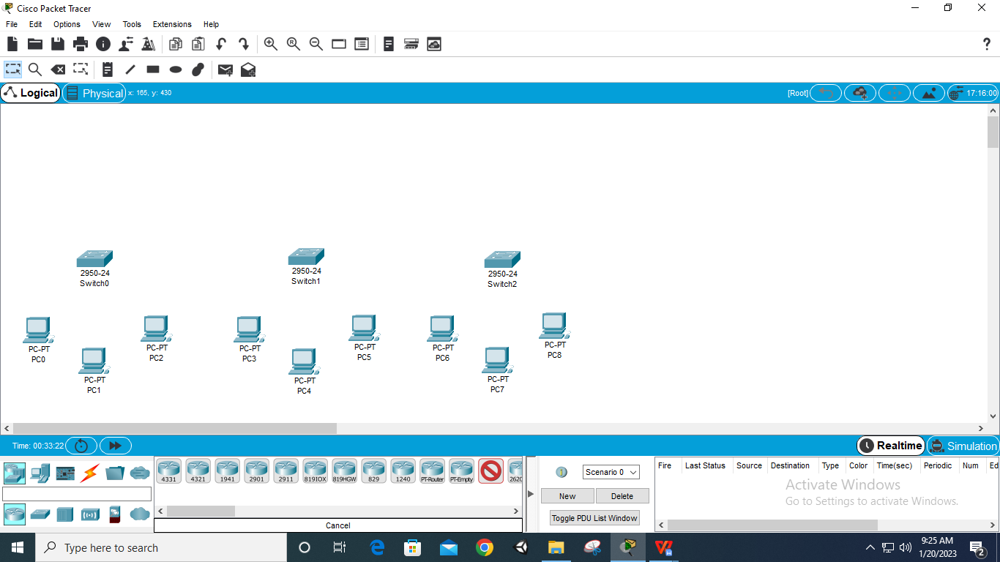 Cisco Packet Tracer
File Edit Options View Tools Extensions Help
?
Logical Physical x: 165, y: 430 [Root] 17:16:00
2950-24
Switch0
2950-24
Switch1
2950-24
Switch2
PC-PT
PC0
PC-PT
PC1
PC-PT
PC2
PC-PT
PC3
PC-PT
PC4
PC-PT
PC5
PC-PT
PC6
PC-PT
PC7
PC-PT
PC8
Time: 00:33:22 Realtime Simulation
4331 4321 1941 2901 2911 819IOX 819HGW 829 1240 PT-Router PT-Empty 2620
Cancel
Scenario 0
New Delete
Toggle PDU List Window
Fire Last Status Source Destination Type Color Time(sec) Periodic Num Ed
Activate Windows
Go to Settings to activate Windows.
Type here to search
9:25 AM
1/20/2023
2